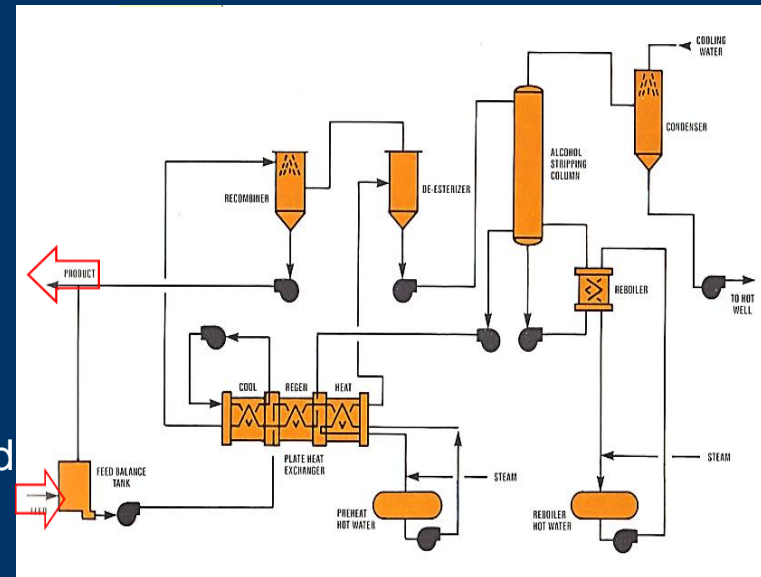 COOLING
WATER
CONDENSER
ALCOHOL
STRIPPING
COLUMN
RECOMBINER
DE-ESTERIZER
PRODUCT
REBOILER
TO HOT
WELL
COOL REGEN HEAT
PLATE HEAT
EXCHANGER
FEED BALANCE
TANK
STEAM
STEAM
PREHEAT
HOT WATER
REBOILER
HOT WATER
d